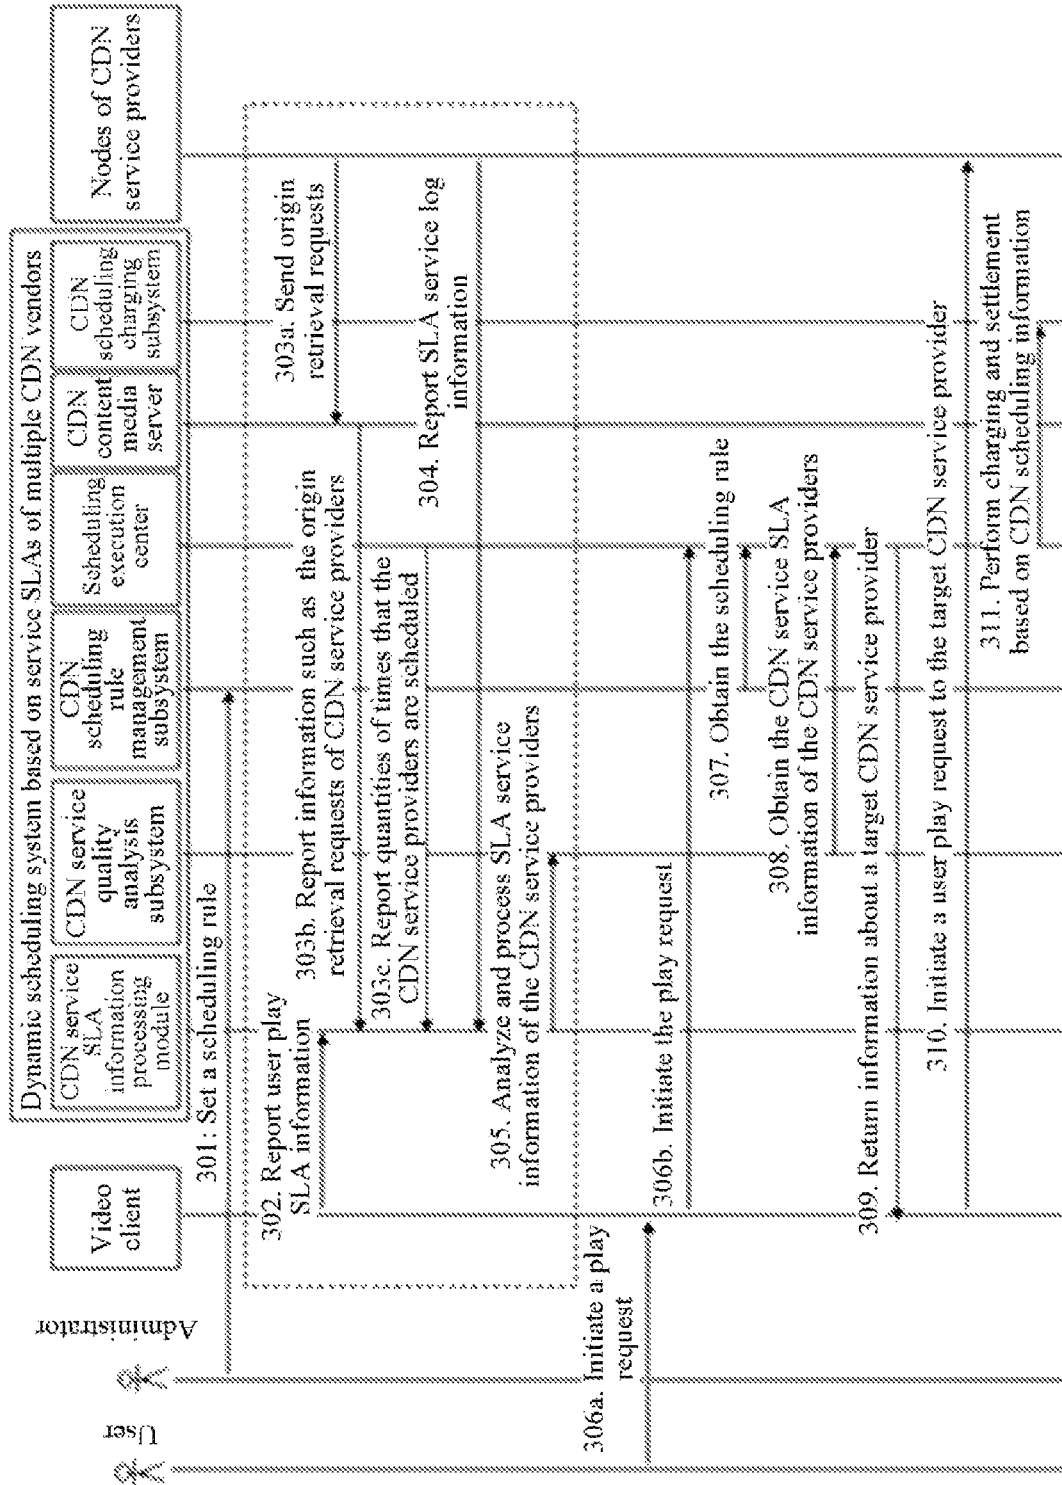 User
Administrator
Video
client
Dynamic scheduling system based on service SLAs of multiple CDN vendors
CDN service
SLA
information
processing
module
CDN service
quality
analysis
subsystem
CDN
scheduling
rule
management
subsystem
Scheduling
execution
center
CDN
content
media
server
CDN
scheduling
charging
subsystem
Nodes of CDN
service providers
301: Set a scheduling rule
302. Report user play
SLA information
303a. Send origin
retrieval requests
303b. Report information such as the origin
retrieval requests of CDN service providers
303c. Report quantities of times that the
CDN service providers are scheduled
304. Report SLA service log
information
305. Analyze and process SLA service
information of the CDN service providers
306a. Initiate a play
request
306b. Initiate the play request
307. Obtain the scheduling rule
308. Obtain the CDN service SLA
information of the CDN service providers
309. Return information about a target CDN service provider
310. Initiate a user play request to the target CDN service provider
311. Perform charging and settlement
based on CDN scheduling information